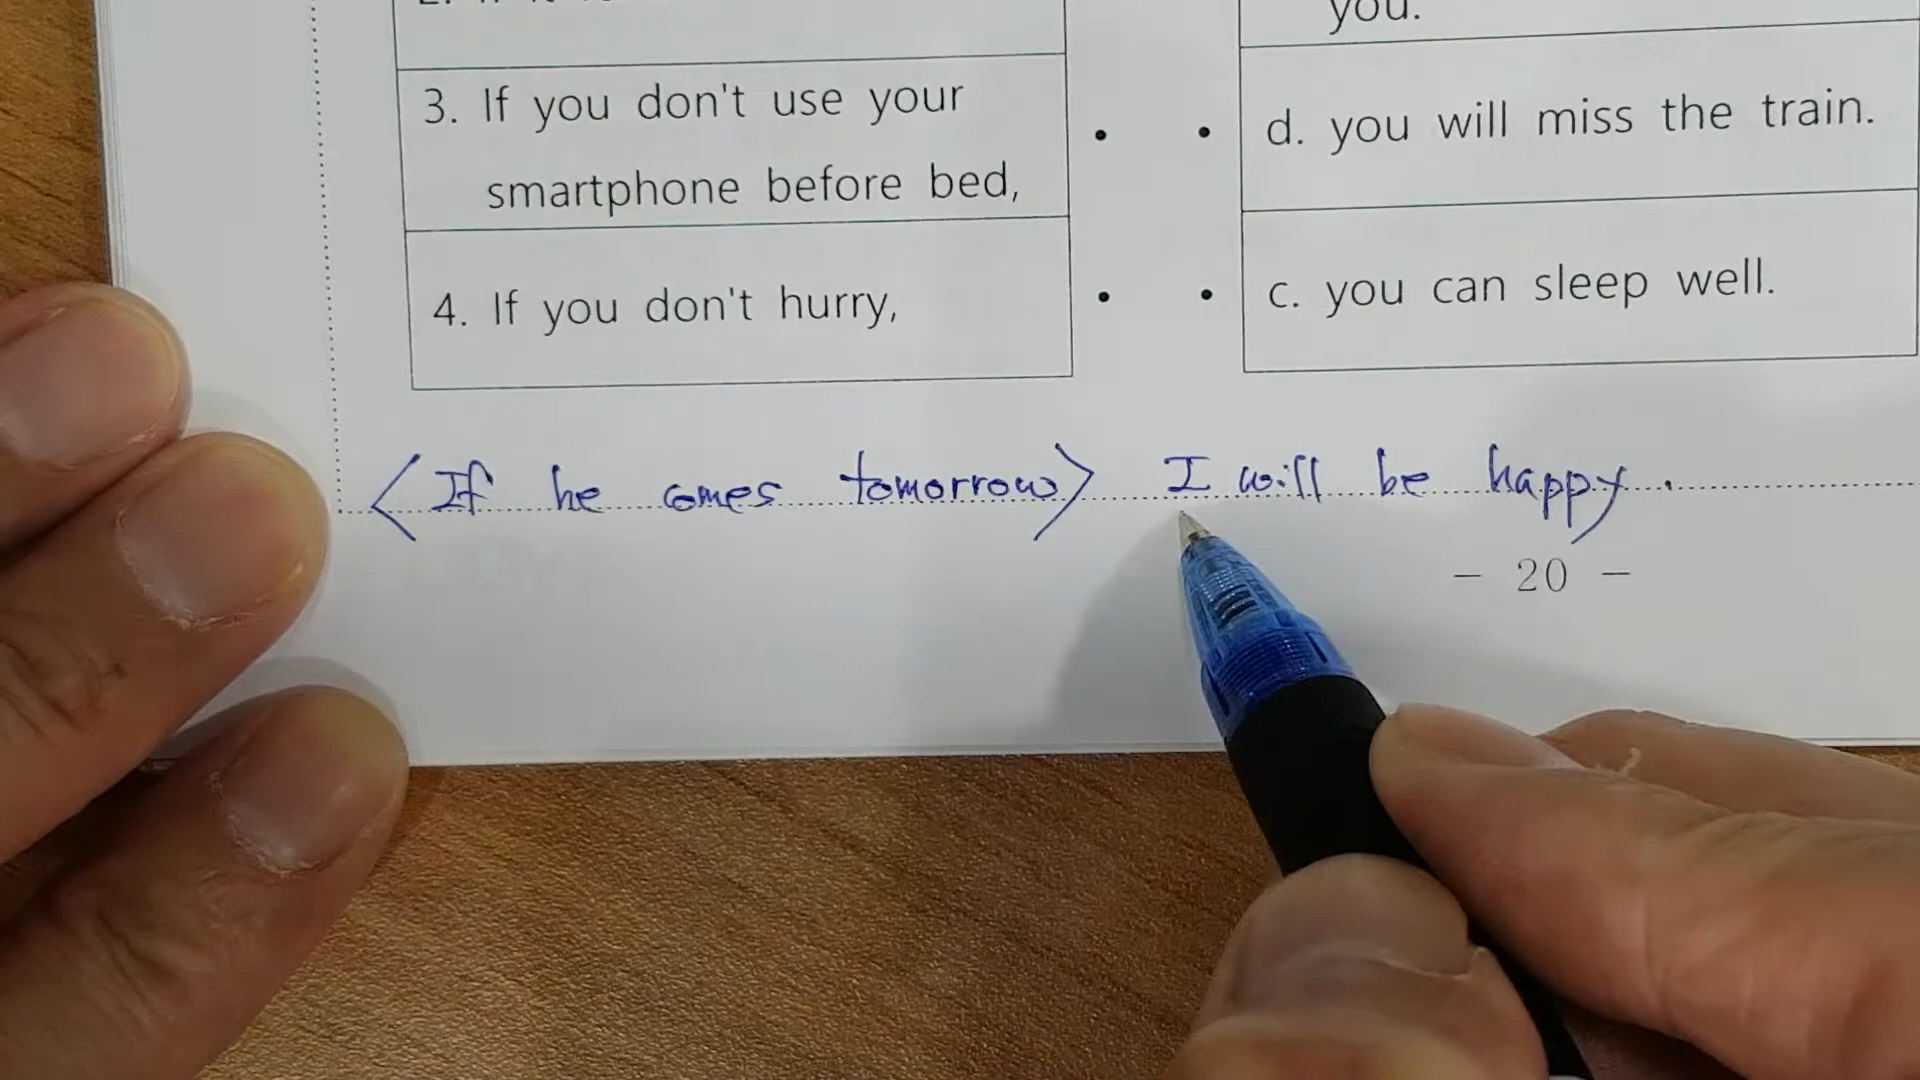 you.
3. If you don't use your
smartphone before bed,
d. you will miss the train.
4. If you don't hurry,
c. you can sleep well.
<If he comes tomorrow> I will be happy.
- 20 -